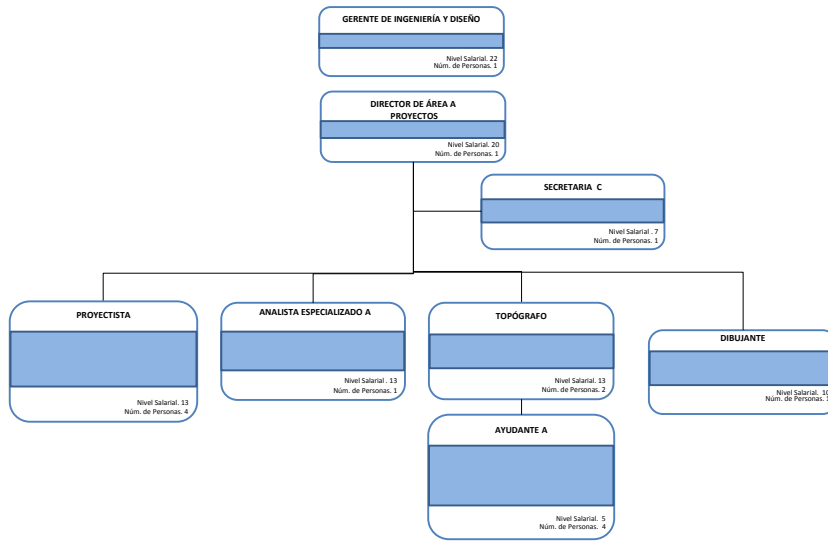 GERENTE DE INGENIERÍA Y DISEÑO
Nivel Salarial. 22
Núm. de Personas. 1
DIRECTOR DE ÁREA A
PROYECTOS
Nivel Salarial. 20
Núm. de Personas. 1
SECRETARIA C
Nivel Salarial . 7
Núm. de Personas. 1
PROYECTISTA
Nivel Salarial. 13
Núm. de Personas. 4
ANALISTA ESPECIALIZADO A
Nivel Salarial . 13
Núm. de Personas. 1
TOPÓGRAFO
Nivel Salarial. 13
Núm. de Personas. 2
DIBUJANTE
Nivel Salarial. 10
Núm. de Personas.
AYUDANTE A
Nivel Salarial. 5
Núm. de Personas. 4